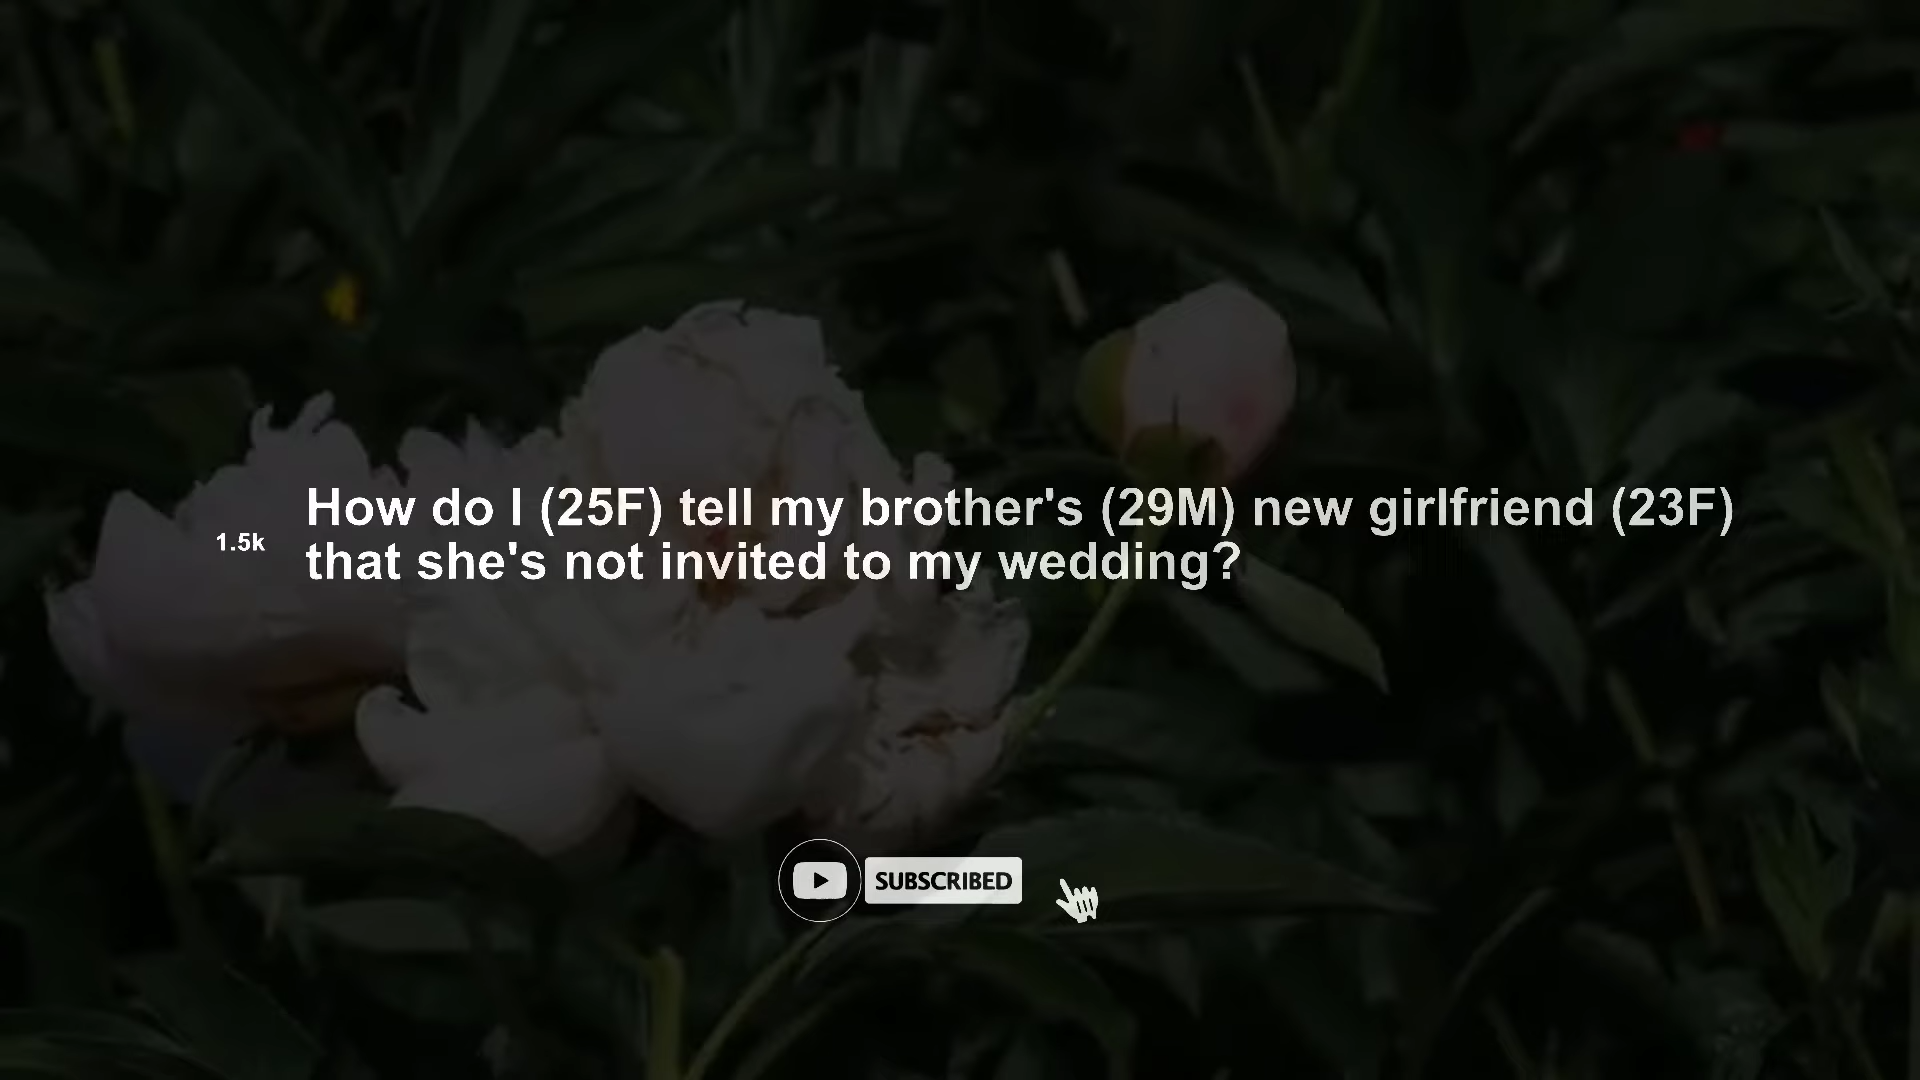 How do I (25F) tell my brother's (29M) new girlfriend (23F)
1.5k
that she's not invited to my wedding?
SUBSCRIBED